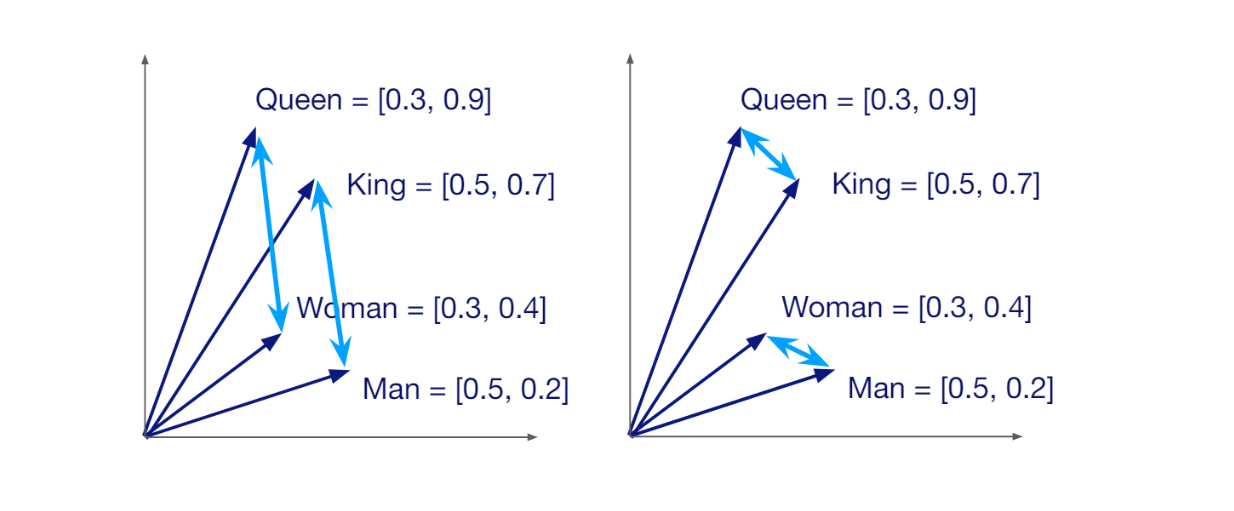 Queen = [0.3, 0.9]
King = [0.5, 0.7]
Woman = [0.3, 0.4]
Man = [0.5, 0.2]
Queen = [0.3, 0.9]
King = [0.5, 0.7]
Woman = [0.3, 0.4]
Man = [0.5, 0.2]